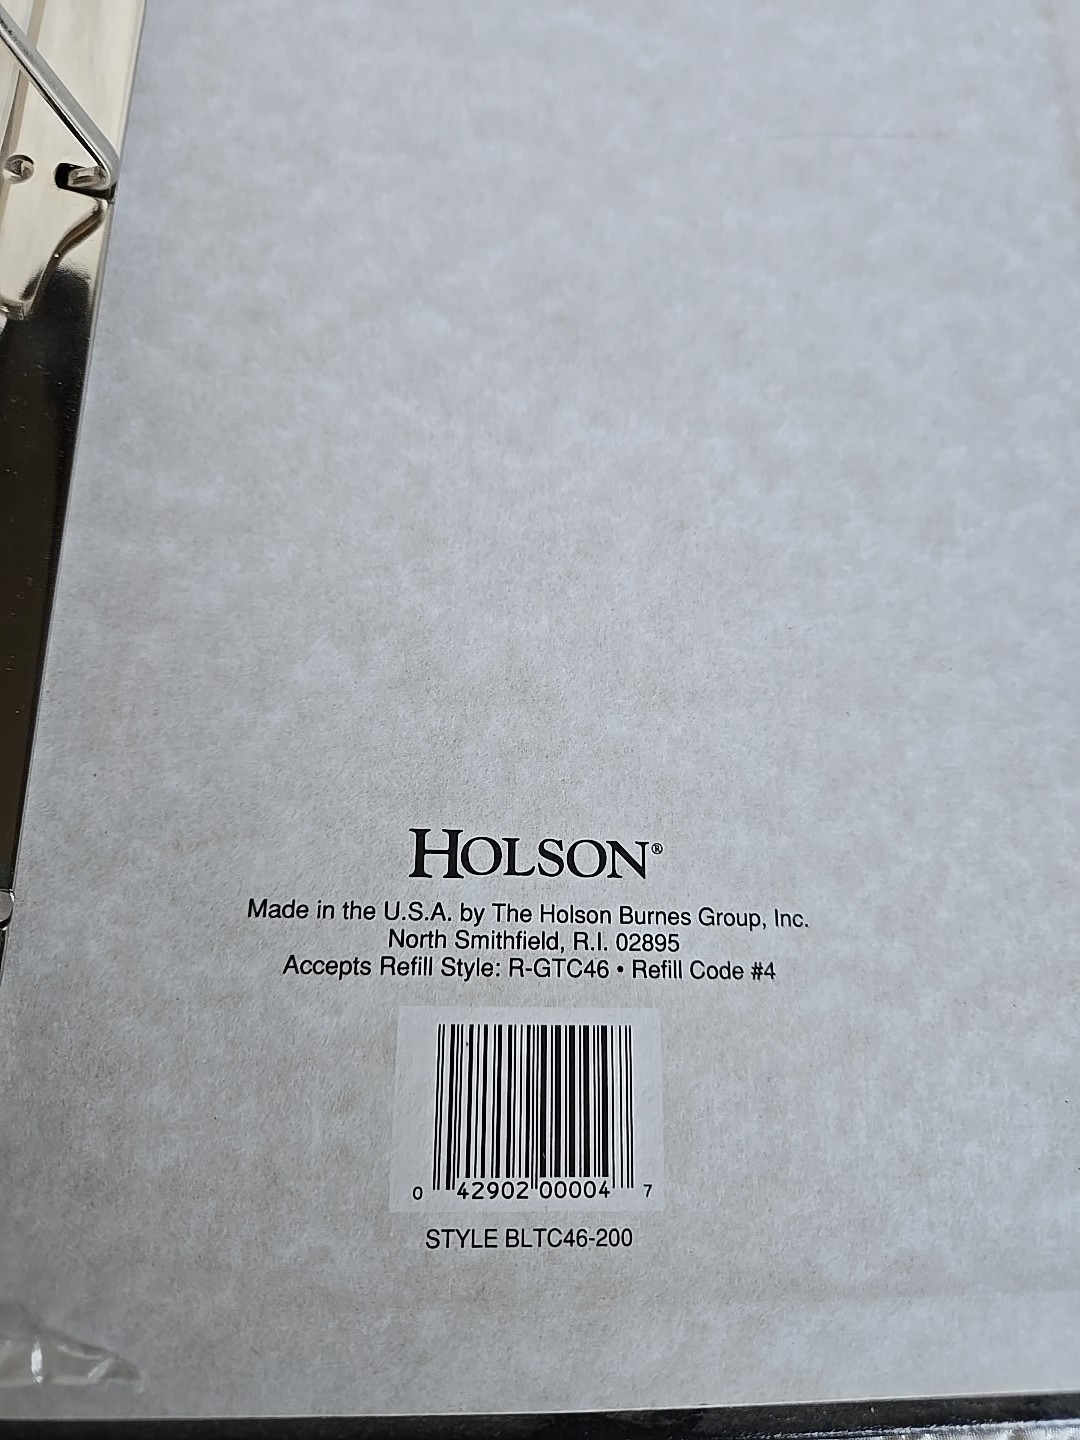 HOLSON®
Made in the U.S.A. by The Holson Burnes Group, Inc.
North Smithfield, R.I. 02895
Accepts Refill Style: R-GTC46 • Refill Code #4
0 42902 00004 7
STYLE BLTC46-200